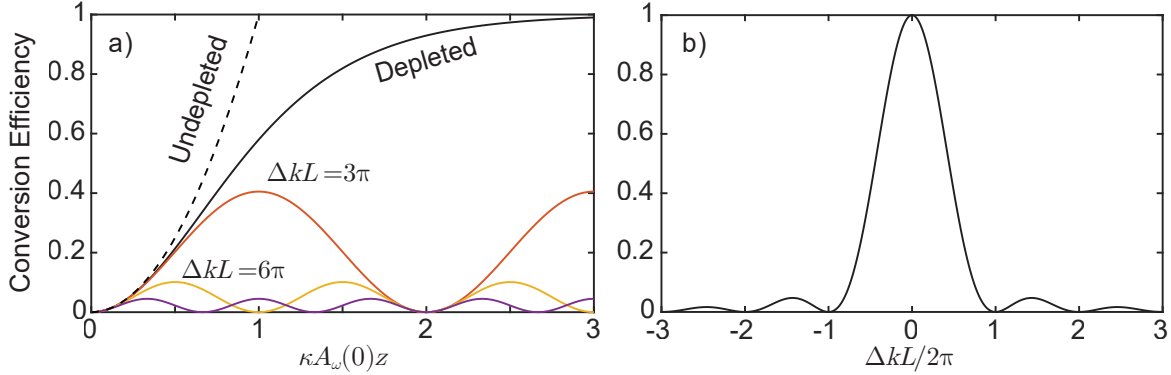 a)
Conversion Efficiency
1
0.8
0.6
0.4
0.2
0
Undepleted
Depleted
ΔkL=3π
ΔkL=6π
0 1 2 3
κA_ω(0)z
b)
1
0.8
0.6
0.4
0.2
0
-3 -2 -1 0 1 2 3
ΔkL/2π